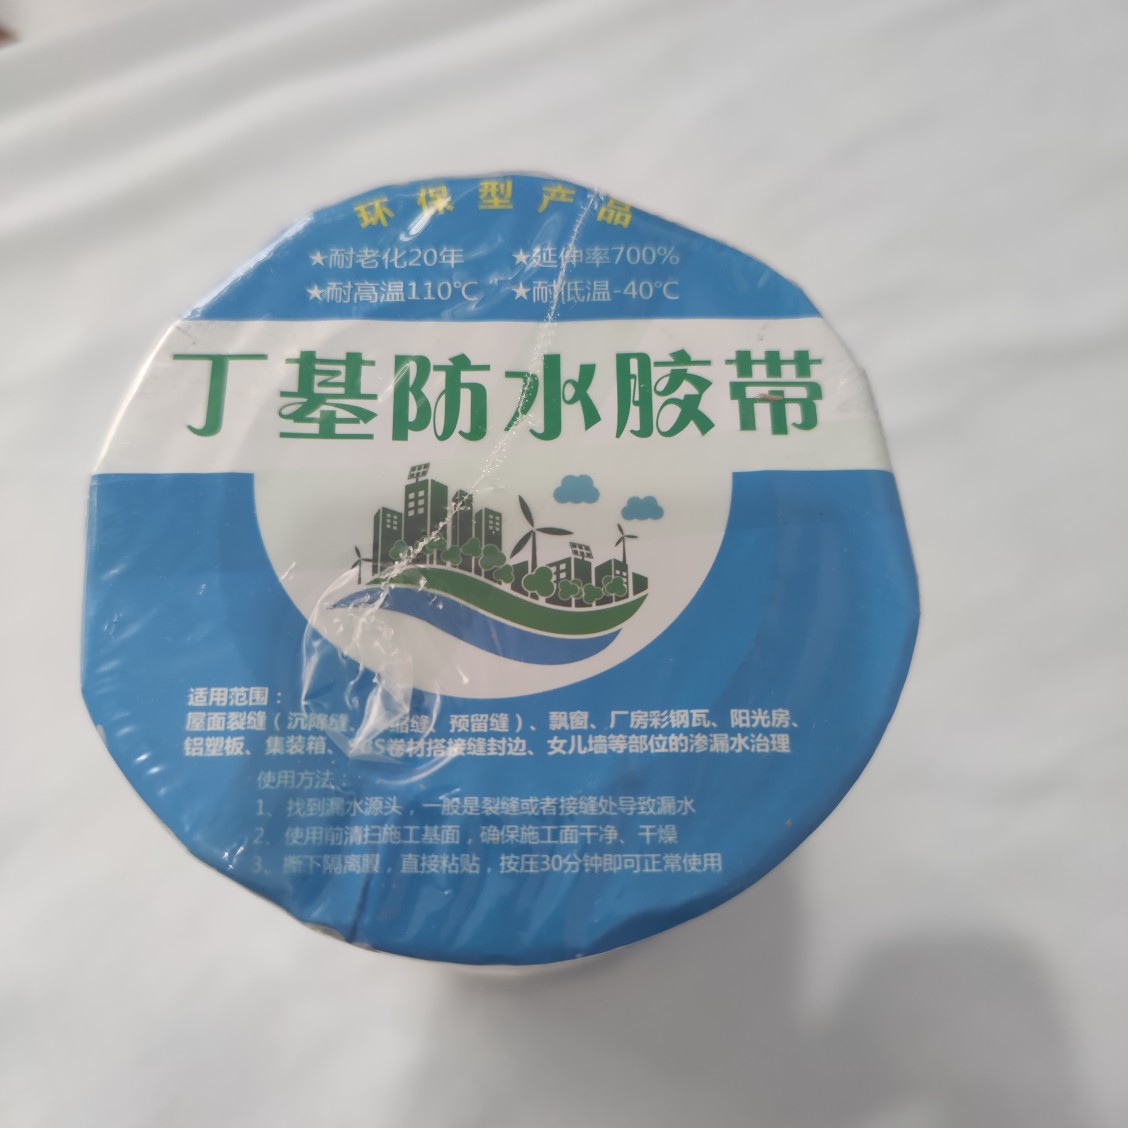 环保型产品
★耐老化20年 ★延伸率700%
★耐高温110℃ ★耐低温-40℃
丁基防水胶带
适用范围：
屋面裂缝（沉降缝、缩缝、预留缝）、飘窗、厂房彩钢瓦、阳光房、
铝塑板、集装箱、SBS卷材搭接缝封边、女儿墙等部位的渗漏水治理
使用方法：
1、找到漏水源头，一般是裂缝或者接缝处导致漏水
2、使用前清扫施工基面，确保施工面干净、干燥
3、撕下隔离膜，直接粘贴，按压30分钟即可正常使用